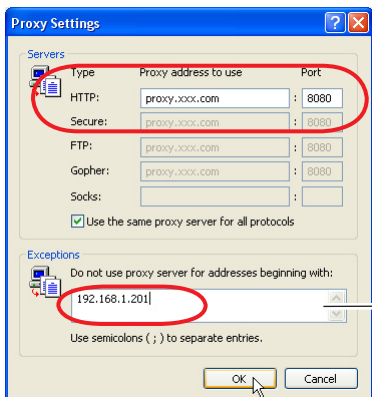 Proxy Settings
Servers
Type Proxy address to use Port
HTTP: proxy.xxx.com : 8080
Secure: proxy.xxx.com : 8080
FTP: proxy.xxx.com : 8080
Gopher: proxy.xxx.com : 8080
Socks: :
Use the same proxy server for all protocols
Exceptions
Do not use proxy server for addresses beginning with:
192.168.1.201
Use semicolons ( ; ) to separate entries.
OK Cancel